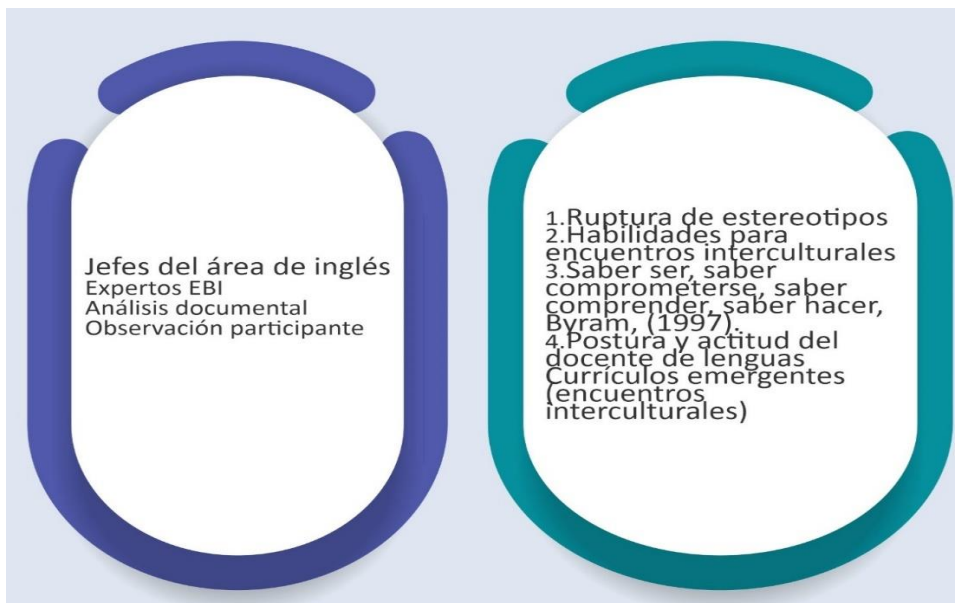 Jefes del área de inglés
Expertos EBI
Análisis documental
Observación participante
1.Ruptura de estereotipos
2.Habilidades para
encuentros interculturales
3.Saber ser, saber
comprometerse, saber
comprender, saber hacer,
Byram, (1997).
4.Postura y actitud del
docente de lenguas
Currículos emergentes
(encuentros
interculturales)